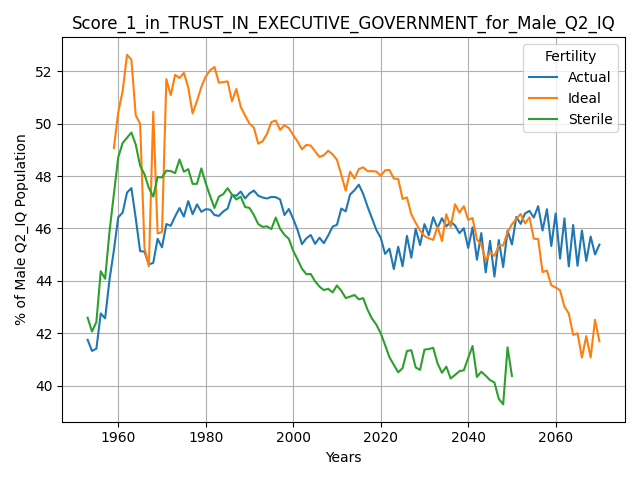 Score_1_in_TRUST_IN_EXECUTIVE_GOVERNMENT_for_Male_Q2_IQ
Fertility
Actual
Ideal
Sterile
% of Male Q2_IQ Population
52
50
48
46
44
42
40
1960 1980 2000 2020 2040 2060
Years